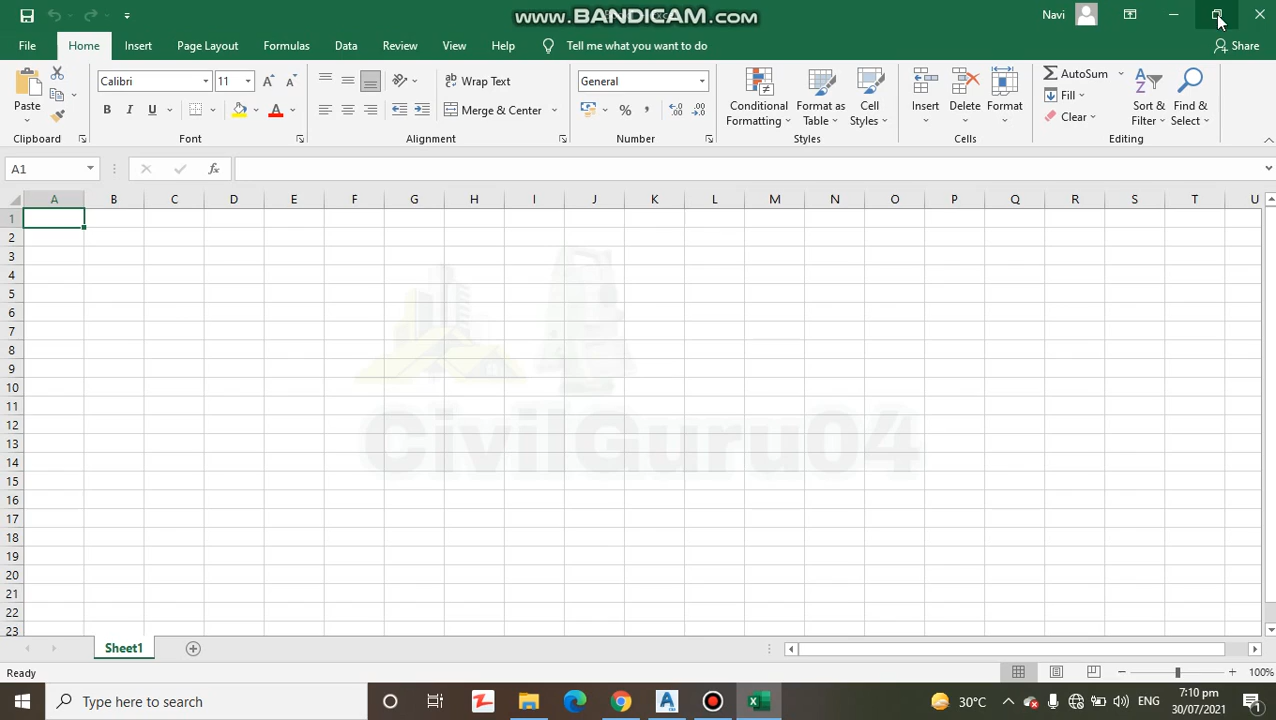 www.BANDICAM.com
Navi
File Home Insert Page Layout Formulas Data Review View Help Tell me what you want to do Share
Paste Calibri 11 Wrap Text General Conditional Formatting Format as Table Cell Styles Insert Delete Format AutoSum Sort & Filter Find & Select
B I U A Merge & Center % , Fill
Clear
Clipboard Font Alignment Number Styles Cells Editing
A1 fx
A B C D E F G H I J K L M N O P Q R S T U
1
2
3
4
5
6
7
8
9
10
11
12
13
14
15
16
17
18
19
20
21
22
23
CivilGuru04
Sheet1
Ready 100%
Type here to search 30°C ENG 7:10 pm
30/07/2021